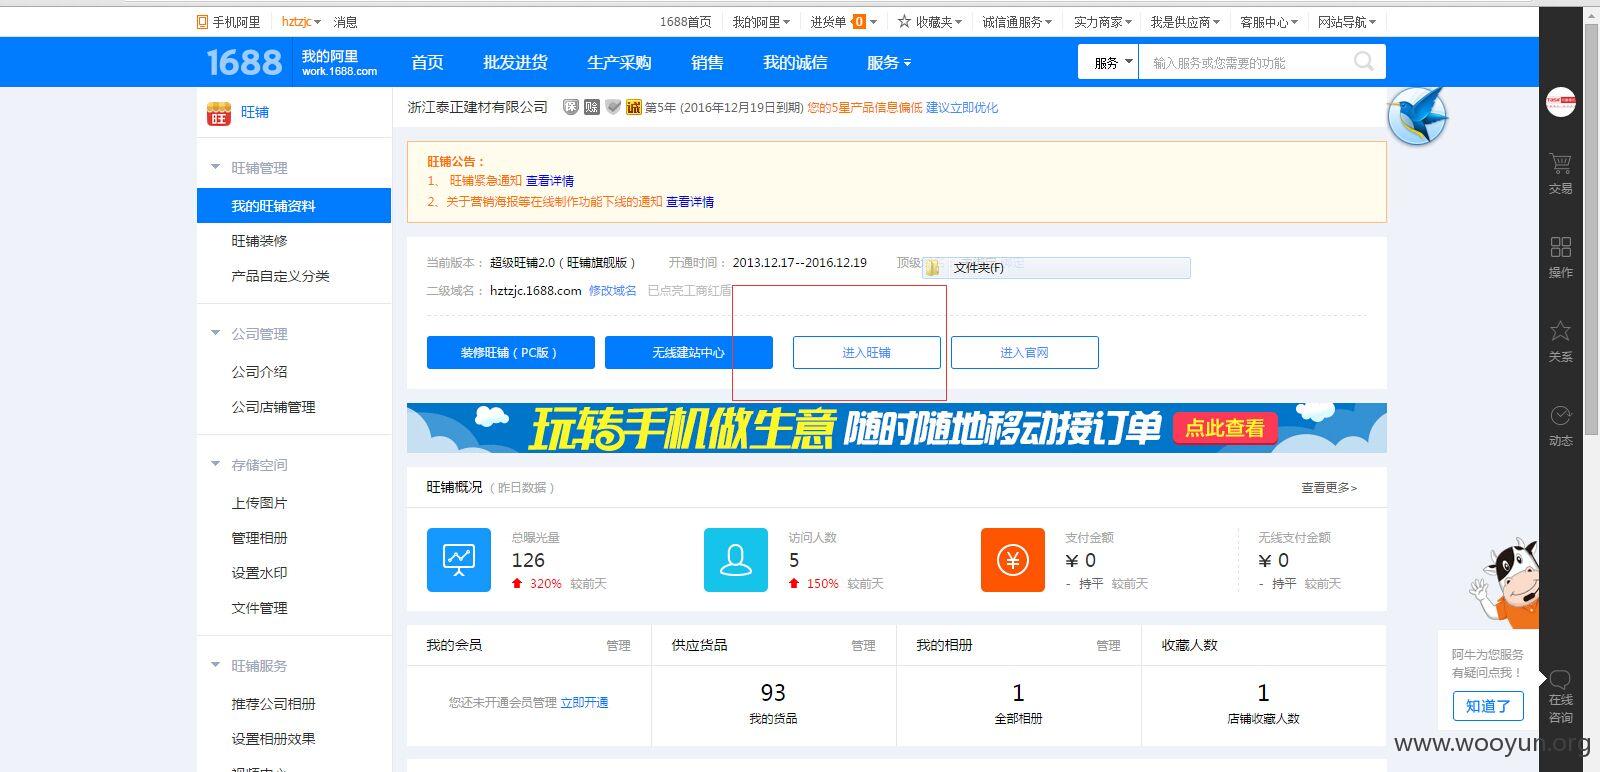 手机阿里 hztzjc 消息 1688首页 我的阿里 进货单 0 收藏夹 诚信通服务 实力商家 我是供应商 客服中心 网站导航
1688 我的阿里 work.1688.com 首页 批发进货 生产采购 销售 我的诚信 服务 服务 输入服务或您需要的功能
旺铺
浙江泰正建材有限公司 第5年 (2016年12月19日到期) 您的5星产品信息偏低 建议立即优化
旺铺管理
我的旺铺资料
旺铺装修
产品自定义分类
公司管理
公司介绍
公司店铺管理
存储空间
上传图片
管理相册
设置水印
文件管理
旺铺服务
推荐公司相册
设置相册效果
旺铺公告：
1、 旺铺紧急通知 查看详情
2、关于营销海报等在线制作功能下线的通知 查看详情
当前版本： 超级旺铺2.0（旺铺旗舰版） 开通时间： 2013.12.17--2016.12.19 顶级 文件夹(F)
二级域名： hztzjc.1688.com 修改域名 已点亮工商红盾
装修旺铺（PC版） 无线建站中心 进入旺铺 进入官网
玩转手机做生意 随时随地移动接订单 点此查看
旺铺概况 （昨日数据） 查看更多>
总曝光量 访问人数 支付金额 无线支付金额
126 5 ¥ 0 ¥ 0
320% 较前天 150% 较前天 - 持平 较前天 - 持平 较前天
我的会员 管理 供应货品 管理 我的相册 管理 收藏人数
您还未开通会员管理 立即开通
93 1 1
我的货品 全部相册 店铺收藏人数
交易
操作
关系
动态
阿牛为您服务
有疑问点我！
知道了
在线
咨询
www.wooyun.org